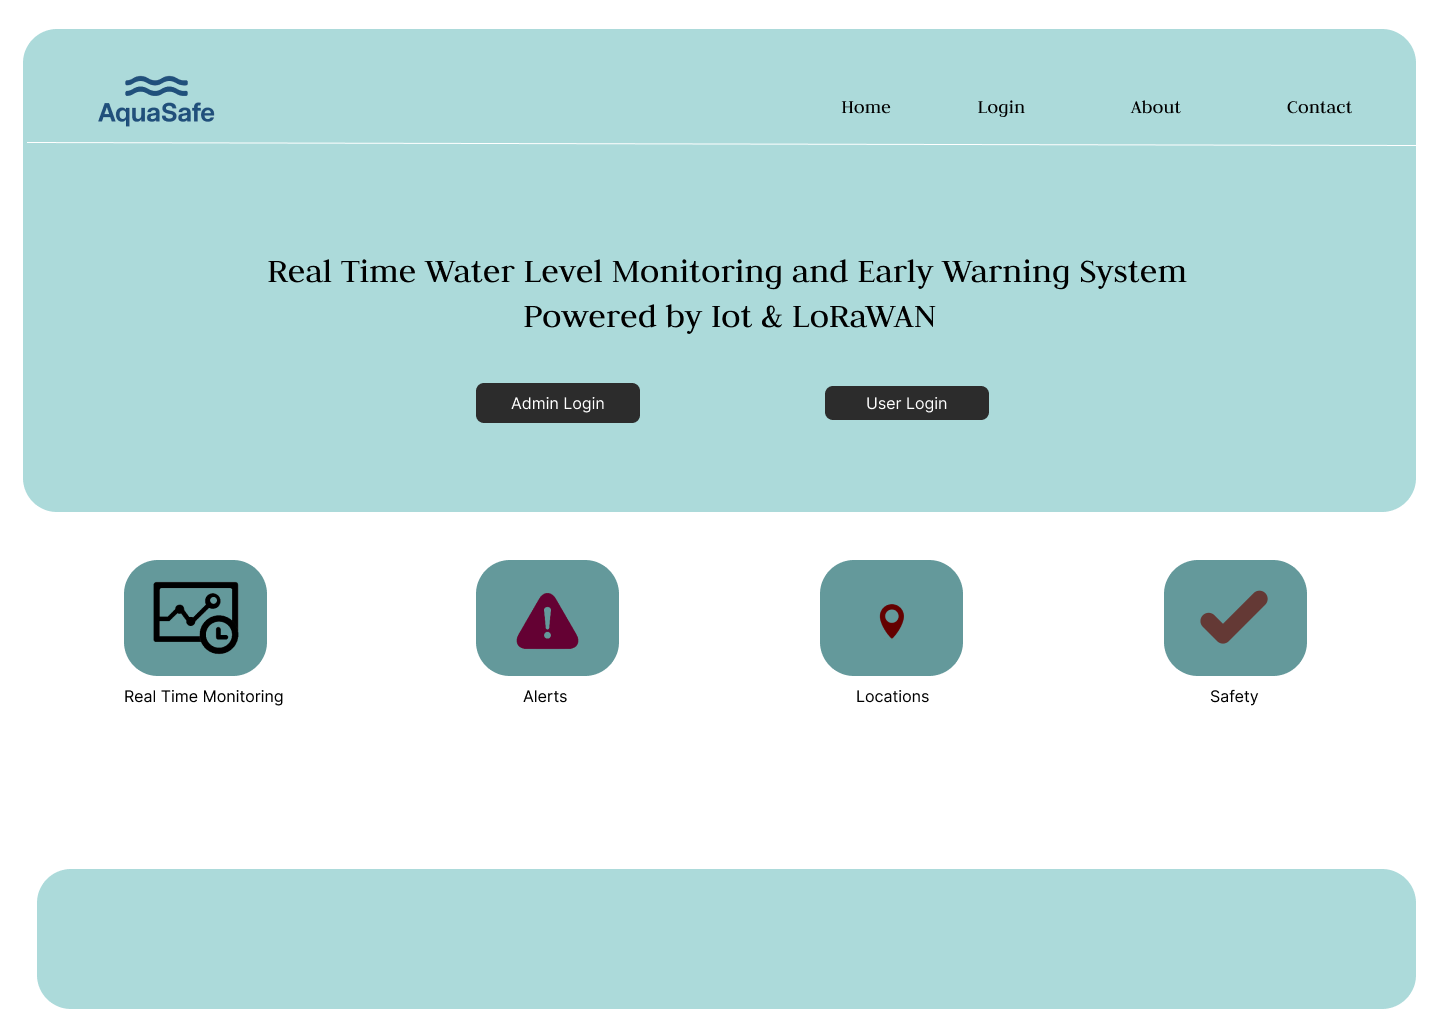 AquaSafe
Home Login About Contact
Real Time Water Level Monitoring and Early Warning System
Powered by Iot & LoRaWAN
Admin Login User Login
Real Time Monitoring Alerts Locations Safety